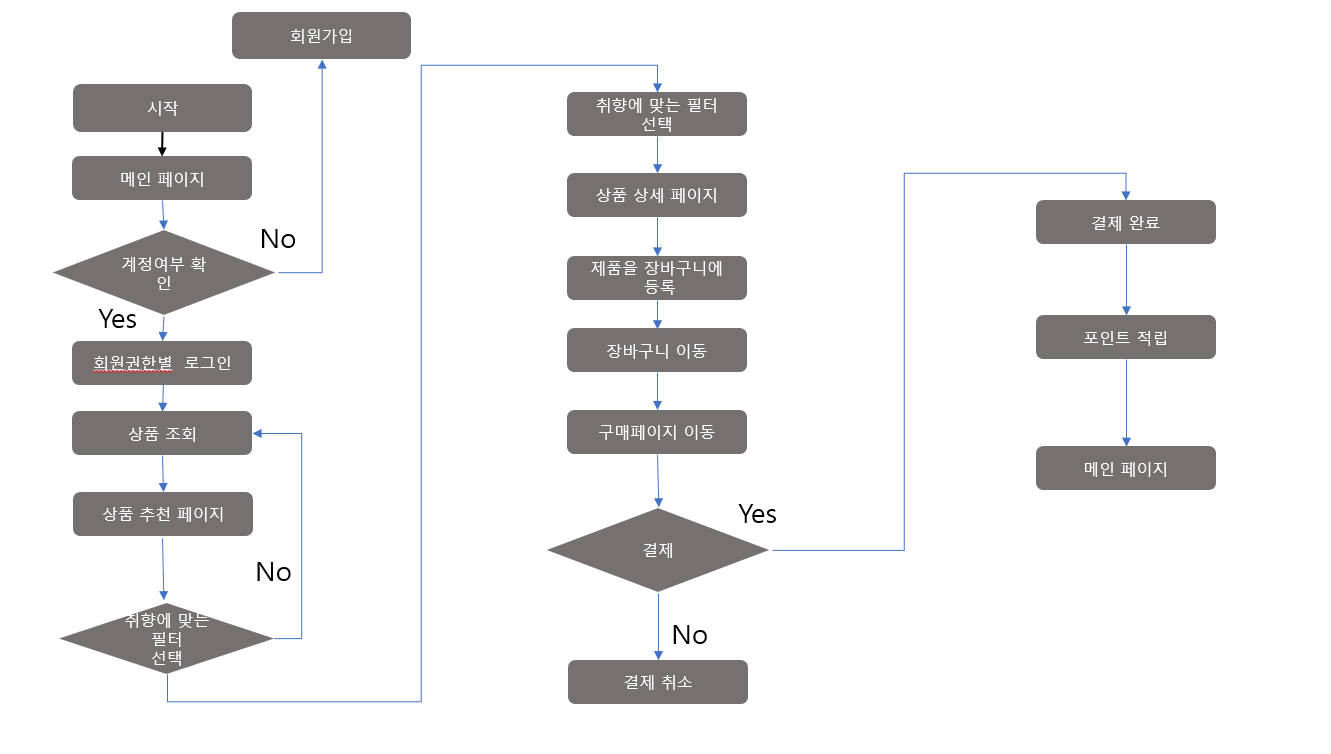 회원가입
시작
메인 페이지
계정여부 확
인
No
Yes
회원권한별 로그인
상품 조회
상품 추천 페이지
No
취향에 맞는
필터
선택
취향에 맞는 필터
선택
상품 상세 페이지
제품을 장바구니에
등록
장바구니 이동
구매페이지 이동
결제
Yes
No
결제 취소
결제 완료
포인트 적립
메인 페이지